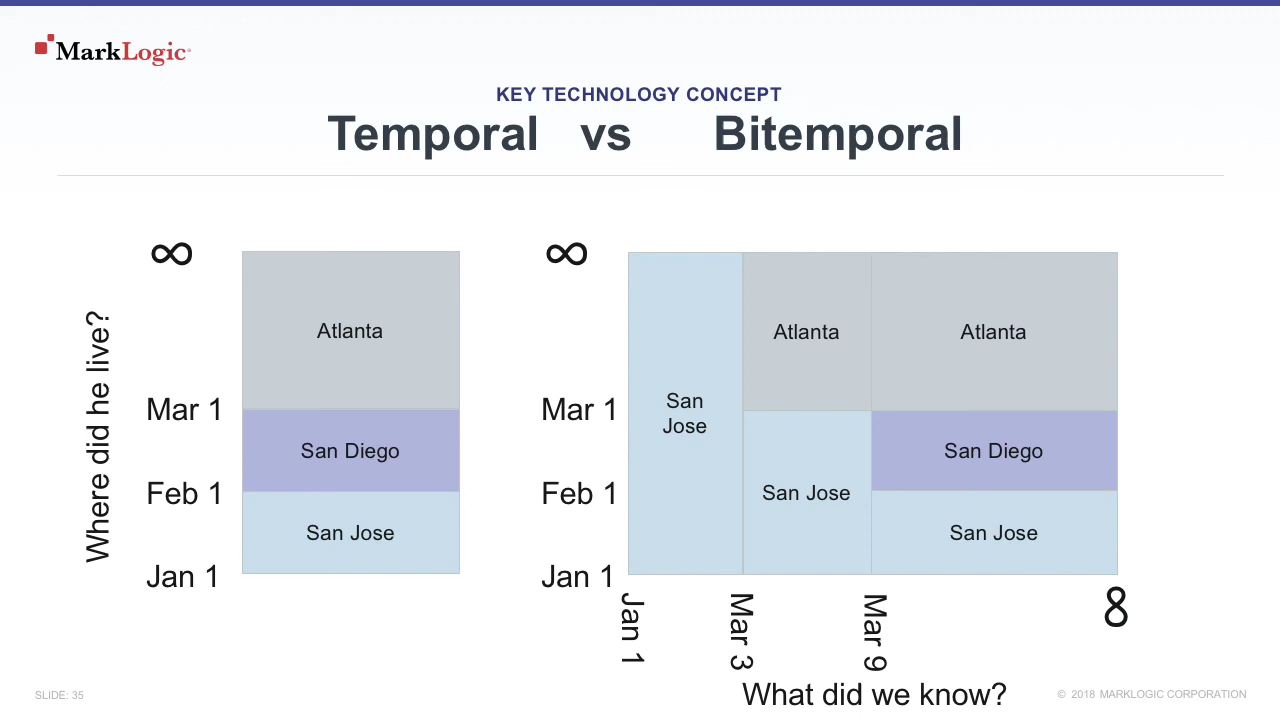 MarkLogic
KEY TECHNOLOGY CONCEPT
Temporal vs Bitemporal
Where did he live?
∞
Mar 1
Feb 1
Jan 1
Atlanta
San Diego
San Jose
∞
Mar 1
Feb 1
Jan 1
San
Jose
Atlanta
San Jose
Atlanta
San Diego
San Jose
Jan 1
Mar 3
Mar 9
∞
What did we know?
SLIDE: 35
© 2018 MARKLOGIC CORPORATION